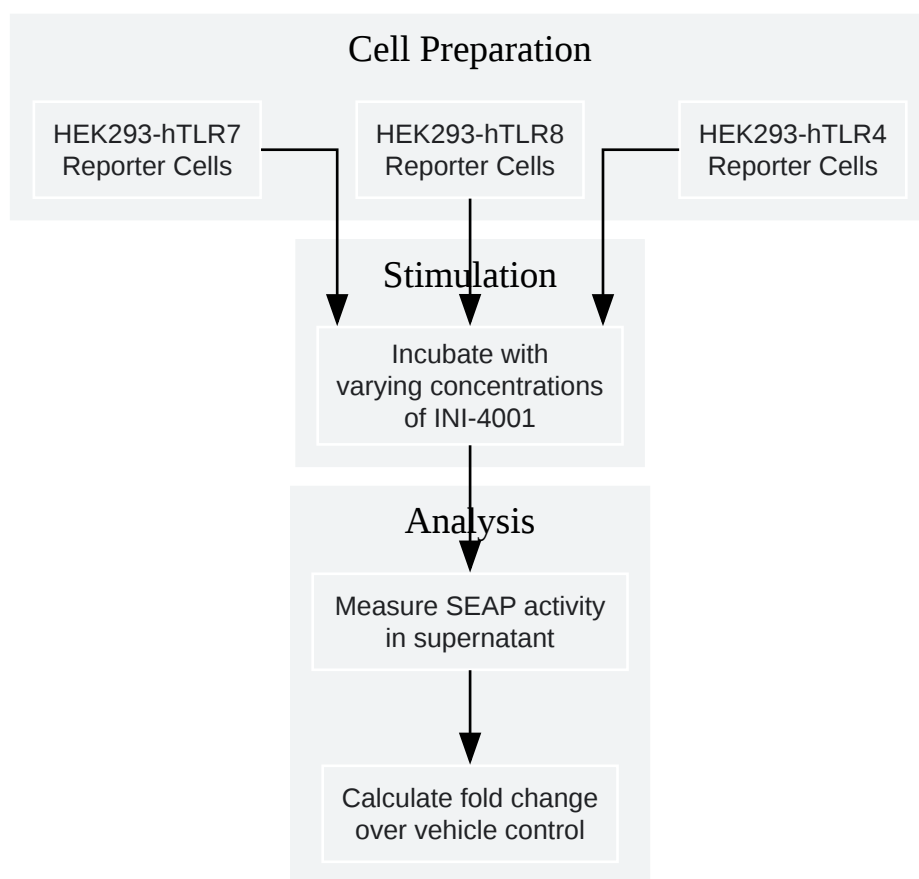 Cell Preparation
HEK293-hTLR7
Reporter Cells
HEK293-hTLR8
Reporter Cells
HEK293-hTLR4
Reporter Cells
Stimulation
Incubate with
varying concentrations
of INI-4001
Analysis
Measure SEAP activity
in supernatant
Calculate fold change
over vehicle control